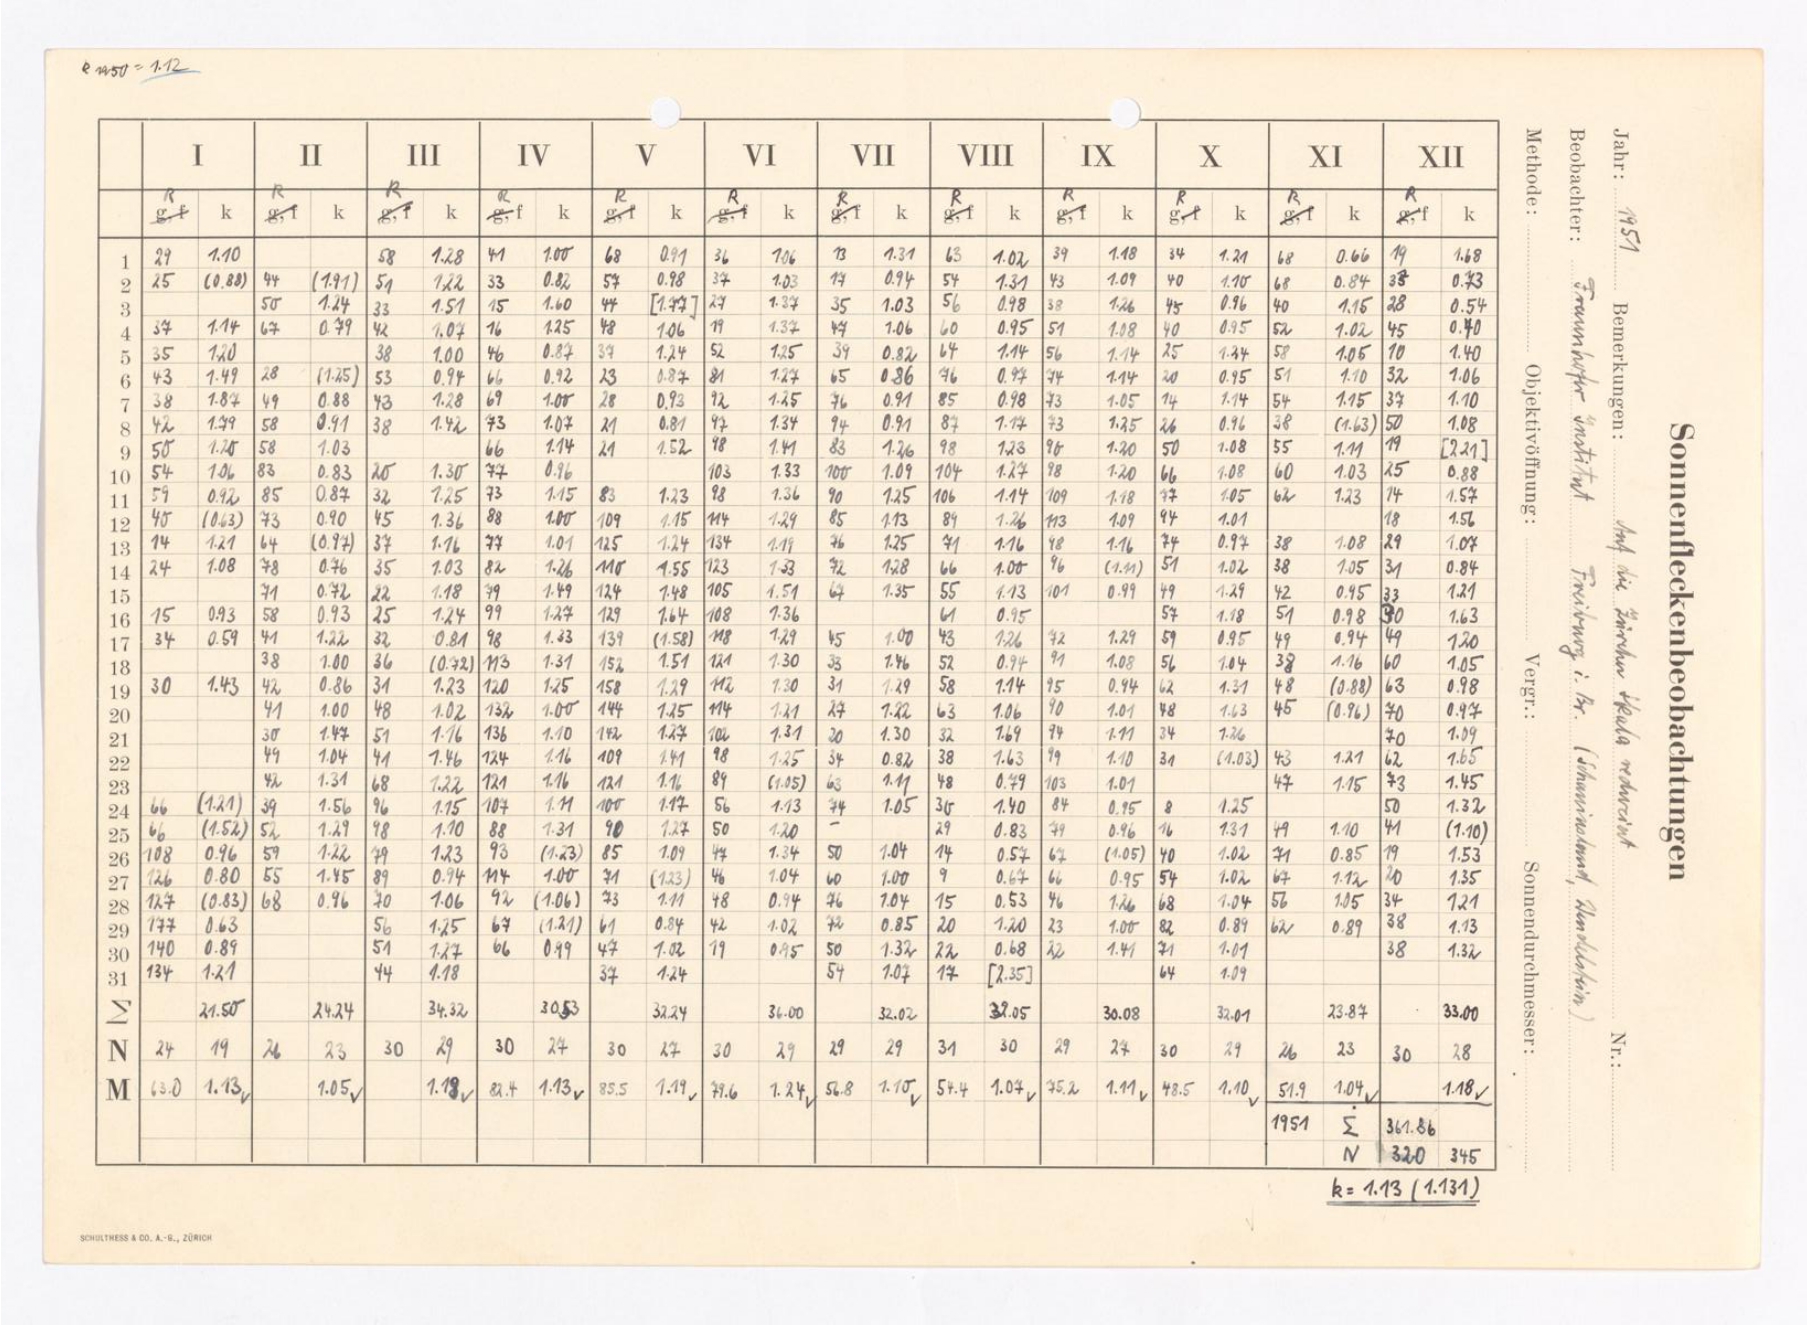 k 1950 = 1.12
I II III IV V VI VII VIII IX X XI XII
R R R R R R R R R R R R
g, f k g, f k g, f k g, f k g, f k g, f k g, f k g, f k g, f k g, f k g, f k g, f k
1 29 1.10 58 1.28 41 1.00 68 0.91 36 1.06 13 1.31 63 1.02 39 1.18 34 1.21 68 0.66 19 1.68
2 25 (0.88) 44 (1.91) 51 1.22 33 0.82 57 0.98 37 1.03 17 0.94 54 1.31 43 1.09 40 1.10 68 0.84 0.73
3 50 1.24 33 1.51 15 1.60 44 [1.77] 27 1.37 35 1.03 56 0.98 38 1.26 45 0.96 40 1.15 28 0.54
4 37 1.14 67 0.79 42 1.07 16 1.25 48 1.06 19 1.37 47 1.06 60 0.95 51 1.08 40 0.95 52 1.02 45 0.70
5 35 1.20 38 1.00 46 0.87 37 1.24 52 1.25 39 0.82 64 1.14 56 1.14 25 1.24 58 1.05 10 1.40
6 43 1.49 28 (1.25) 53 0.94 66 0.92 23 0.87 81 1.27 65 0.86 76 0.97 74 1.14 20 0.95 51 1.10 32 1.06
7 38 1.87 49 0.88 43 1.28 69 1.00 28 0.93 92 1.25 76 0.91 85 0.98 73 1.05 14 1.14 54 1.15 37 1.10
8 42 1.79 58 0.91 38 1.42 73 1.07 21 0.81 97 1.34 94 0.91 87 1.17 73 1.25 26 0.96 38 (1.63) 50 1.08
9 50 1.20 58 1.03 66 1.14 21 1.52 98 1.41 83 1.26 98 1.23 90 1.20 50 1.08 55 1.11 19 [2.21]
10 54 1.06 83 0.83 20 1.30 77 0.96 103 1.33 100 1.09 104 1.27 98 1.20 66 1.08 60 1.03 25 0.88
11 59 0.92 85 0.87 32 1.25 73 1.15 83 1.23 98 1.36 90 1.25 106 1.14 109 1.18 77 1.05 62 1.23 14 1.57
12 40 (0.63) 73 0.90 45 1.36 88 1.00 109 1.15 114 1.29 85 1.13 89 1.26 113 1.09 94 1.01 18 1.56
13 14 1.21 64 (0.97) 37 1.16 77 1.01 125 1.24 134 1.19 76 1.25 71 1.16 98 1.16 74 0.97 38 1.08 29 1.07
14 24 1.08 78 0.76 35 1.03 82 1.26 110 1.55 123 1.33 72 1.28 66 1.00 96 (1.11) 51 1.02 38 1.05 31 0.84
15 71 0.72 22 1.18 79 1.49 124 1.48 105 1.51 67 1.35 55 1.13 101 0.99 49 1.29 42 0.95 33 1.21
16 15 0.93 58 0.93 25 1.24 99 1.27 129 1.64 108 1.36 61 0.95 57 1.18 51 0.98 30 1.63
17 34 0.59 41 1.22 32 0.81 98 1.33 139 (1.58) 118 1.29 45 1.00 43 1.26 72 1.29 59 0.95 49 0.94 49 1.20
18 38 1.00 36 (0.72) 113 1.31 152 1.51 121 1.30 33 1.46 52 0.94 91 1.08 56 1.04 38 1.16 60 1.05
19 30 1.43 42 0.86 31 1.23 120 1.25 158 1.29 112 1.30 31 1.29 58 1.14 95 0.94 62 1.31 48 (0.88) 63 0.98
20 41 1.00 48 1.02 132 1.00 144 1.25 114 1.21 27 1.22 63 1.06 90 1.01 48 1.63 45 (0.96) 70 0.97
21 30 1.47 51 1.16 136 1.10 142 1.27 102 1.31 20 1.30 32 1.69 94 1.11 34 1.26 70 1.09
22 49 1.04 41 1.46 124 1.16 109 1.41 98 1.25 34 0.82 38 1.63 99 1.10 31 (1.03) 43 1.21 62 1.65
23 42 1.31 68 1.22 121 1.16 121 1.16 89 (1.05) 63 1.11 48 0.79 103 1.01 47 1.15 73 1.45
24 66 (1.21) 39 1.56 96 1.15 107 1.11 100 1.17 56 1.13 74 1.05 30 1.40 84 0.95 8 1.25 50 1.32
25 66 (1.52) 52 1.29 98 1.10 88 1.31 90 1.27 50 1.20 – 29 0.83 79 0.96 16 1.31 49 1.10 41 (1.10)
26 108 0.96 59 1.22 79 1.23 93 (1.23) 85 1.09 47 1.34 50 1.04 14 0.57 67 (1.05) 40 1.02 71 0.85 19 1.53
27 126 0.80 55 1.45 89 0.94 114 1.00 71 (1.23) 46 1.04 60 1.00 9 0.67 66 0.95 54 1.02 67 1.12 20 1.35
28 127 (0.83) 68 0.96 70 1.06 92 (1.06) 73 1.11 48 0.94 76 1.04 15 0.53 46 1.26 68 1.04 56 1.05 34 1.21
29 177 0.63 56 1.25 67 (1.21) 61 0.84 42 1.02 72 0.85 20 1.20 23 1.00 82 0.89 62 0.89 38 1.13
30 140 0.89 51 1.27 66 0.99 47 1.02 19 0.95 50 1.32 22 0.68 22 1.41 71 1.01 38 1.32
31 134 1.21 44 1.18 37 1.24 54 1.07 17 [2.35] 64 1.09
Σ 21.50 24.24 34.32 30.53 32.24 36.00 32.02 32.05 30.08 32.01 23.87 33.00
N 24 19 26 23 30 29 30 27 30 27 30 29 29 29 31 30 29 27 30 29 26 23 30 28
M 63.0 1.13 ✓ 1.05 ✓ 1.18 ✓ 82.4 1.13 ✓ 85.5 1.19 ✓ 79.6 1.24 ✓ 56.8 1.10 ✓ 54.4 1.07 ✓ 75.2 1.11 ✓ 48.5 1.10 ✓ 51.9 1.04 ✓ 1.18 ✓
1951 Σ 361.86
N 320 345
k = 1.13 (1.131)
SCHULTHESS & CO. A.-G., ZÜRICH
Sonnenfleckenbeobachtungen
Jahr: 1951 Bemerkungen: Auf die Zürcher Skala reduziert Nr.:
Beobachter: Fraunhofer Institut Freiburg i. Br. (Schauinsland, Wendelstein)
Methode: Objektivöffnung: Vergr.: Sonnendurchmesser: